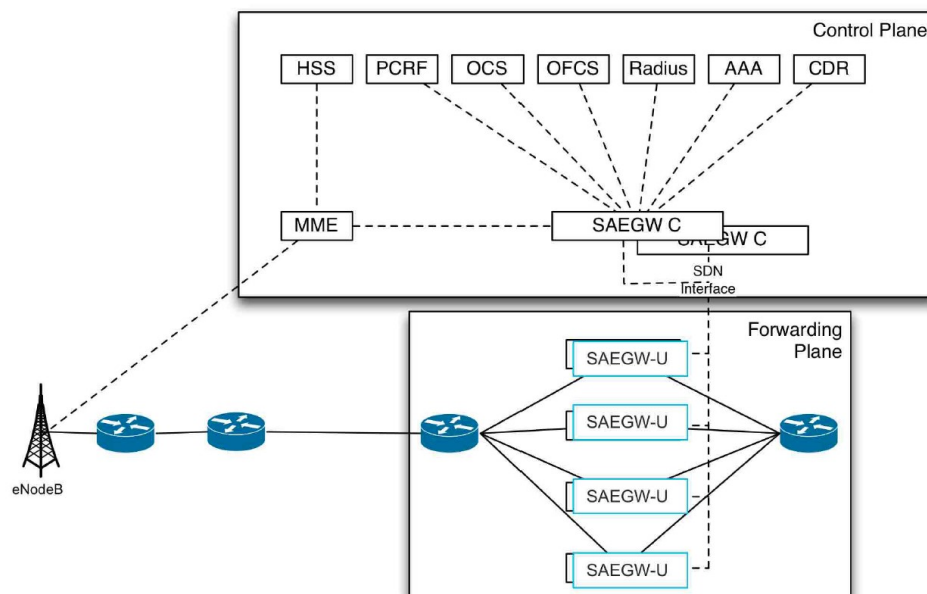 Control Plane
HSS
PCRF
OCS
OFCS
Radius
AAA
CDR
MME
SAEGW C
SAEGW C
SDN
Interface
Forwarding
Plane
SAEGW-U
SAEGW-U
SAEGW-U
SAEGW-U
eNodeB